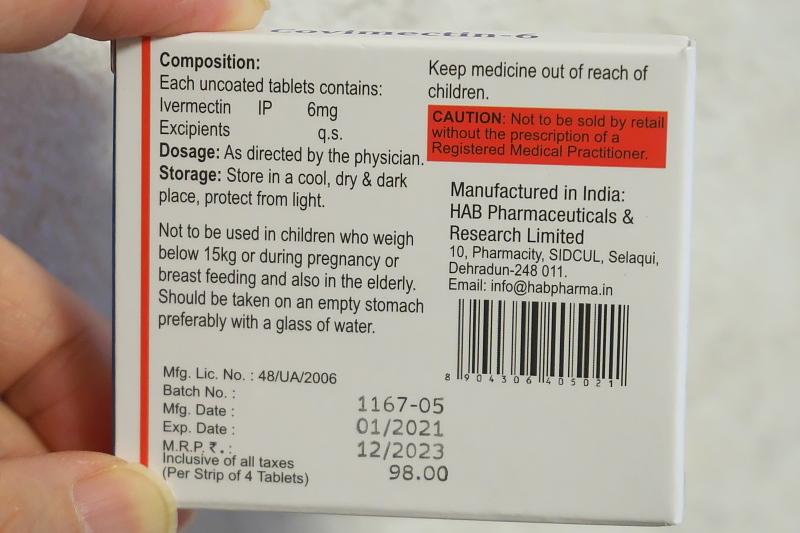 Covimectin-6
Composition:
Each uncoated tablets contains:
Ivermectin IP 6mg
Excipients q.s.
Dosage: As directed by the physician.
Storage: Store in a cool, dry & dark
place, protect from light.
Not to be used in children who weigh
below 15kg or during pregnancy or
breast feeding and also in the elderly.
Should be taken on an empty stomach
preferably with a glass of water.
Mfg. Lic. No. : 48/UA/2006
Batch No. :
Mfg. Date :
Exp. Date :
M.R.P. ₹. :
Inclusive of all taxes
(Per Strip of 4 Tablets)
1167-05
01/2021
12/2023
98.00
Keep medicine out of reach of
children.
CAUTION: Not to be sold by retail
without the prescription of a
Registered Medical Practitioner.
Manufactured in India:
HAB Pharmaceuticals &
Research Limited
10, Pharmacity, SIDCUL, Selaqui,
Dehradun-248 011.
Email: info@habpharma.in
8 904306 405021